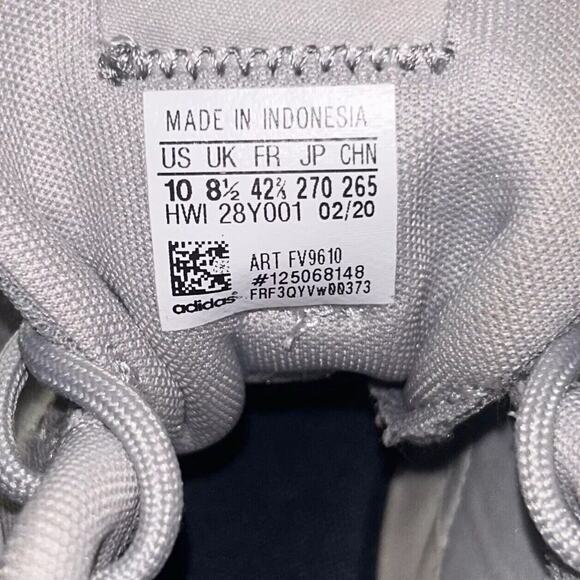 MADE IN INDONESIA
US UK FR JP CHN
10 8½ 42⅔ 270 265
HWI 28Y001 02/20
ART FV9610
#125068148
FRF3QYVw00373
adidas